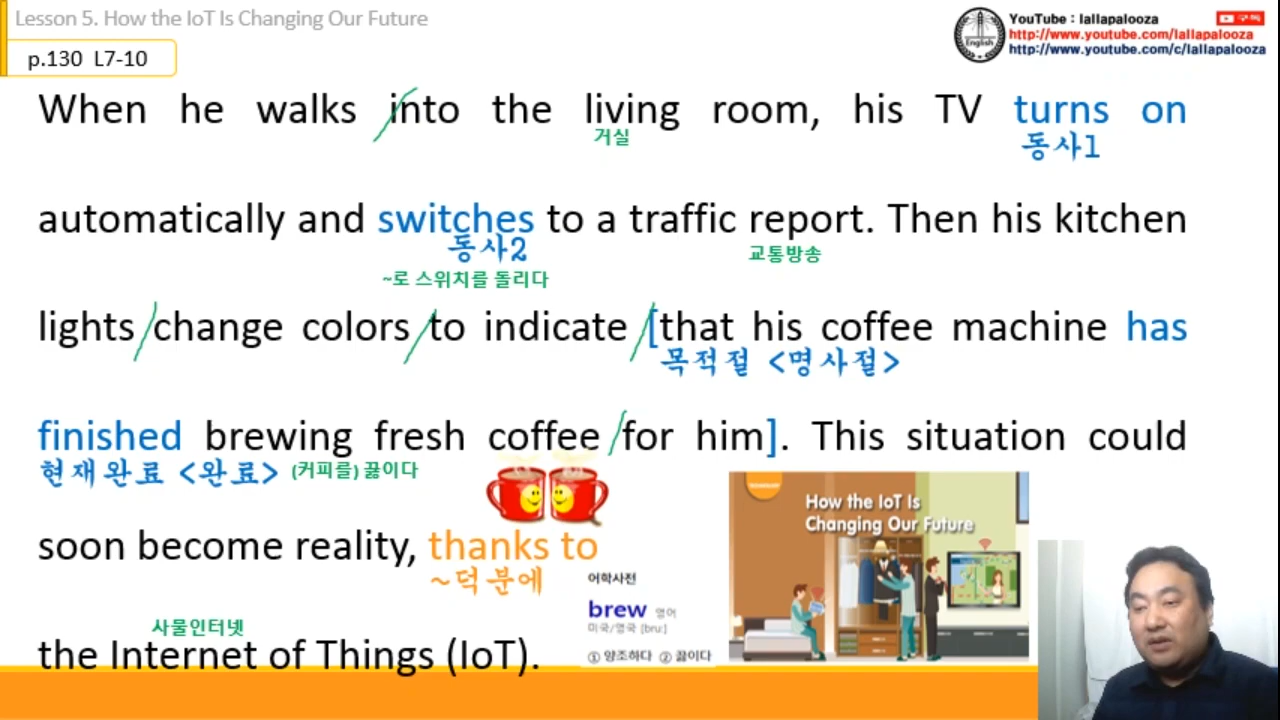 Lesson 5. How the IoT Is Changing Our Future
YouTube : lallapalooza
구독
http://www.youtube.com/lallapalooza
http://www.youtube.com/c/lallapalooza
English
p.130 L7-10
When he walks into the living room, his TV turns on
거실
동사1
automatically and switches to a traffic report. Then his kitchen
동사2
교통방송
~로 스위치를 돌리다
lights change colors to indicate [that his coffee machine has
목적절 <명사절>
finished brewing fresh coffee for him]. This situation could
현재완료 <완료>
(커피를) 끓이다
soon become reality, thanks to
~덕분에
사물인터넷
the Internet of Things (IoT).
어학사전
brew 영어
미국/영국 [bruː]
① 양조하다 ② 끓이다
How the IoT Is
Changing Our Future